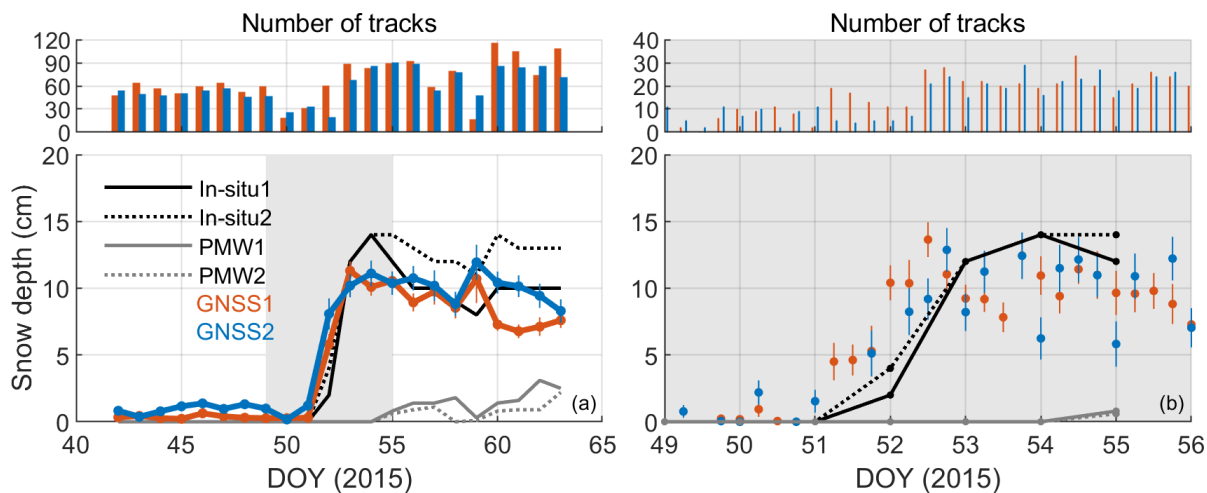 Number of tracks
120
90
60
30
0
20
15
10
5
0
Snow depth (cm)
In-situ1
In-situ2
PMW1
PMW2
GNSS1
GNSS2
(a)
40 45 50 55 60 65
DOY (2015)
Number of tracks
40
30
20
10
0
20
15
10
5
0
(b)
49 50 51 52 53 54 55 56
DOY (2015)